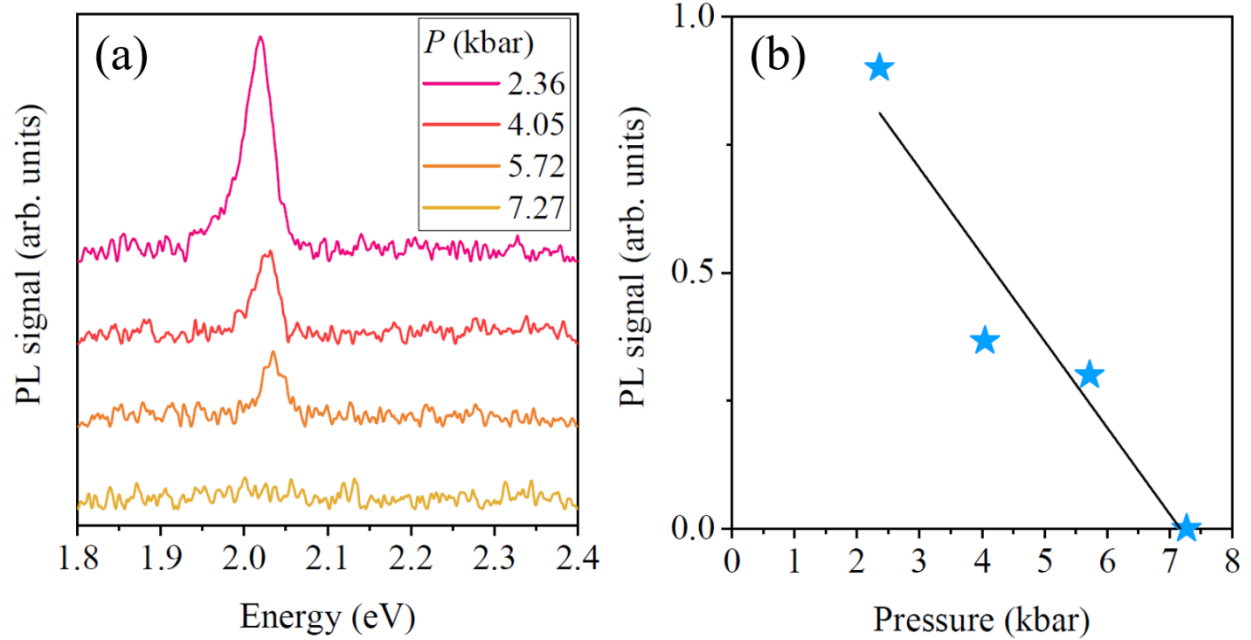 (a)
P (kbar)
2.36
4.05
5.72
7.27
PL signal (arb. units)
1.8 1.9 2.0 2.1 2.2 2.3 2.4
Energy (eV)
(b)
PL signal (arb. units)
1.0
0.5
0.0
0 1 2 3 4 5 6 7 8
Pressure (kbar)